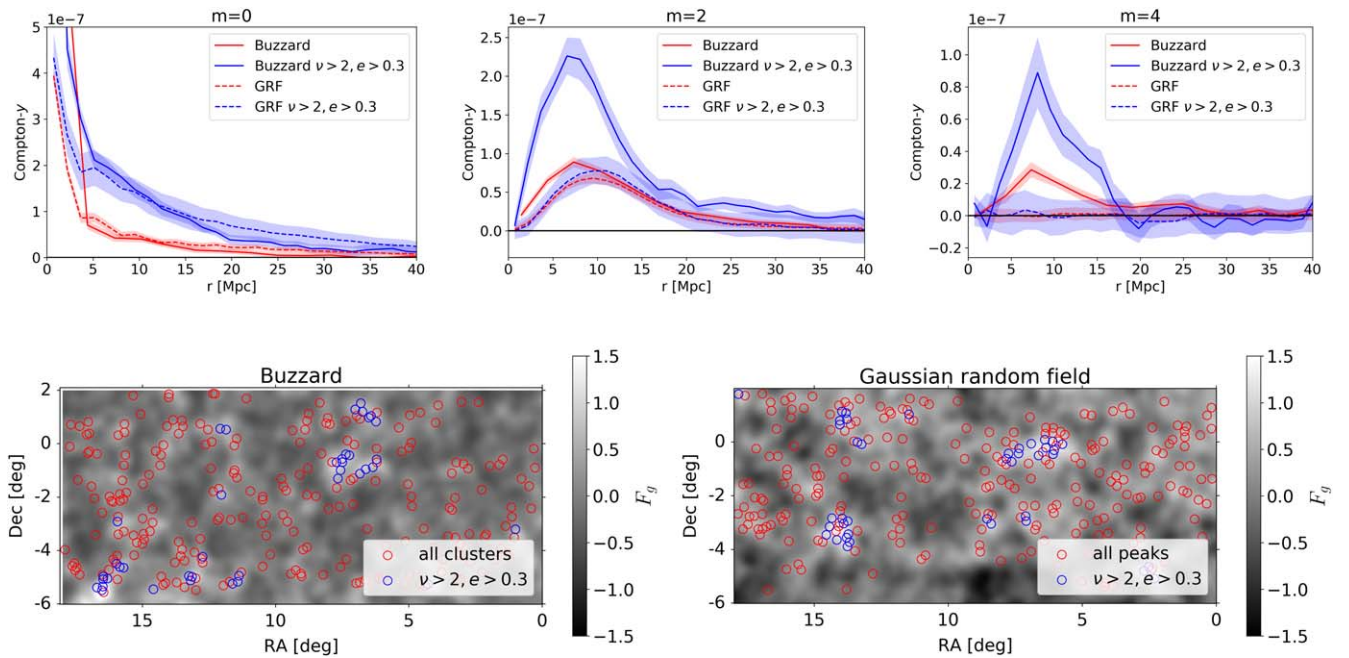 m=0
1e-7
Compton-y
5
4
3
2
1
0
0 5 10 15 20 25 30 35 40
r [Mpc]
Buzzard
Buzzard ν > 2, e > 0.3
GRF
GRF ν > 2, e > 0.3
m=2
1e-7
Compton-y
2.5
2.0
1.5
1.0
0.5
0.0
0 5 10 15 20 25 30 35 40
r [Mpc]
Buzzard
Buzzard ν > 2, e > 0.3
GRF
GRF ν > 2, e > 0.3
m=4
1e-7
Compton-y
1.0
0.8
0.6
0.4
0.2
0.0
−0.2
0 5 10 15 20 25 30 35 40
r [Mpc]
Buzzard
Buzzard ν > 2, e > 0.3
GRF
GRF ν > 2, e > 0.3
Buzzard
Dec [deg]
2
0
-2
-4
-6
15 10 5 0
RA [deg]
all clusters
ν > 2, e > 0.3
1.5
1.0
0.5
0.0
−0.5
−1.0
−1.5
F_g
Gaussian random field
Dec [deg]
2
0
-2
-4
-6
15 10 5 0
RA [deg]
all peaks
ν > 2, e > 0.3
1.5
1.0
0.5
0.0
−0.5
−1.0
−1.5
F_g